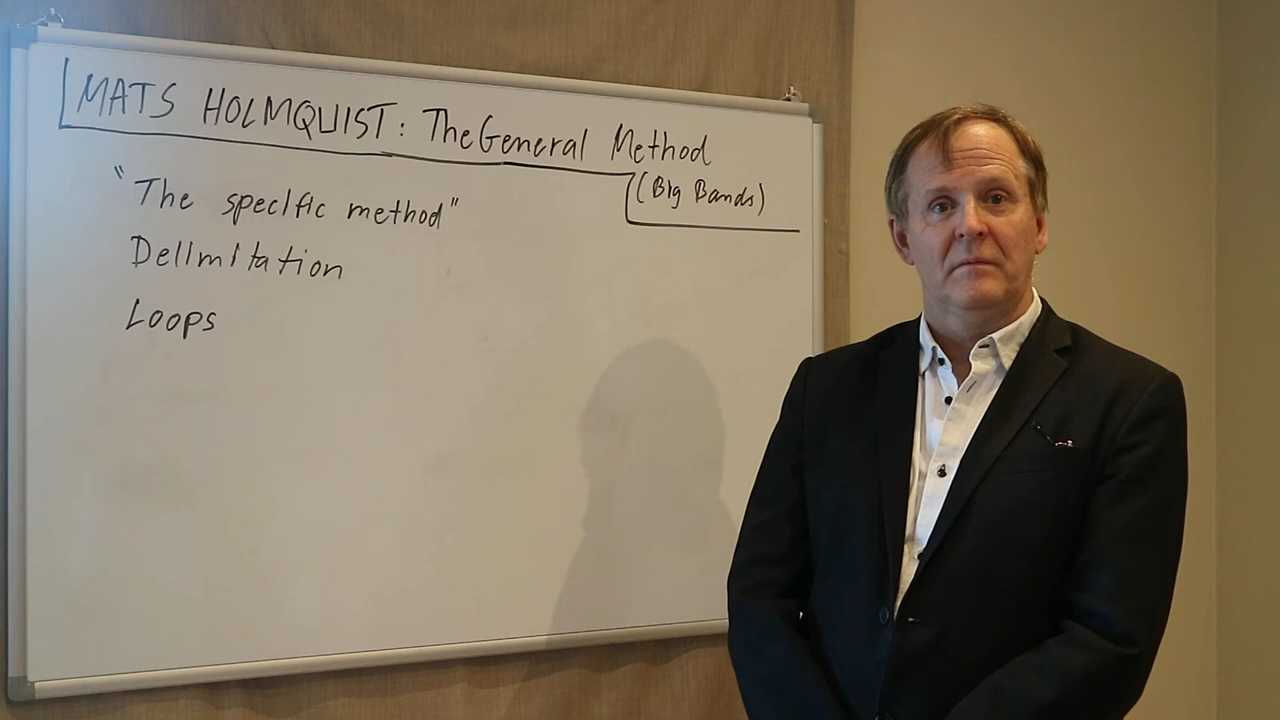 MATS HOLMQUIST: The General Method
(Big Bands)
"The specific method"
Delimitation
Loops